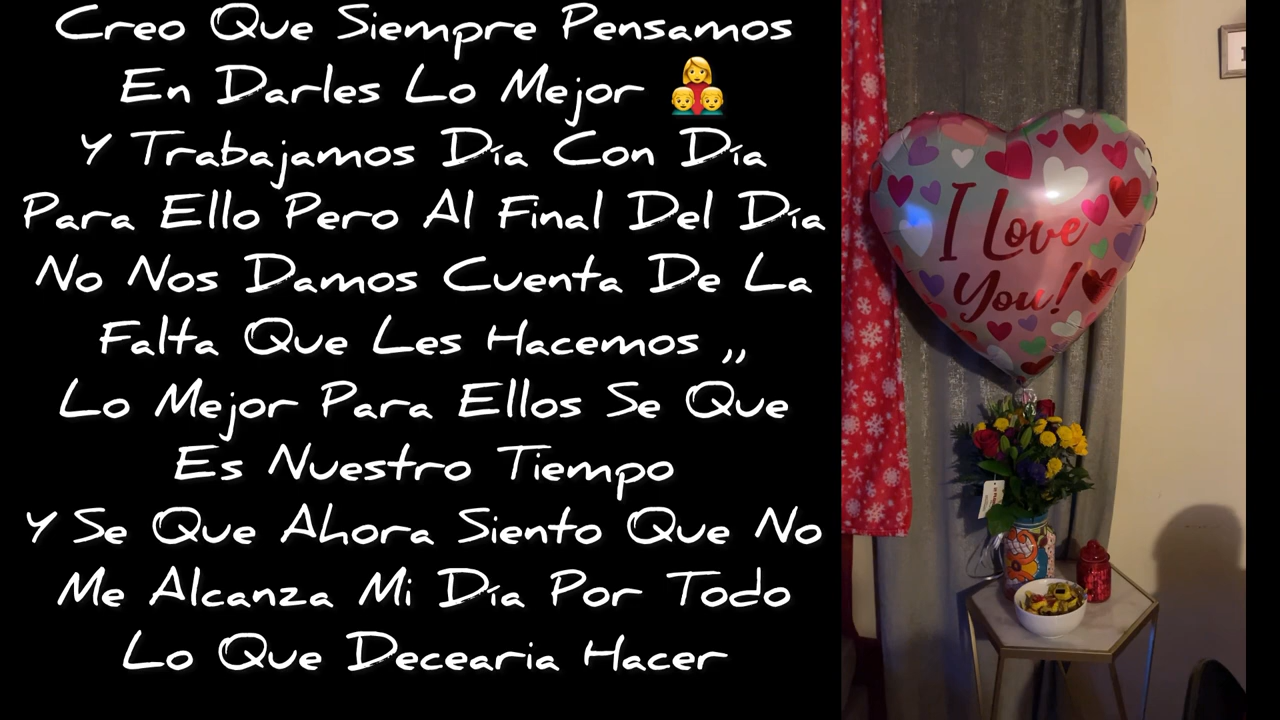 Creo Que Siempre Pensamos
En Darles Lo Mejor 👩‍👦‍👦
Y Trabajamos Día Con Día
Para Ello Pero Al Final Del Día
No Nos Damos Cuenta De La
Falta Que Les Hacemos ,,
Lo Mejor Para Ellos Se Que
Es Nuestro Tiempo
Y Se Que Ahora Siento Que No
Me Alcanza Mi Día Por Todo
Lo Que Decearia Hacer
I Love
You!